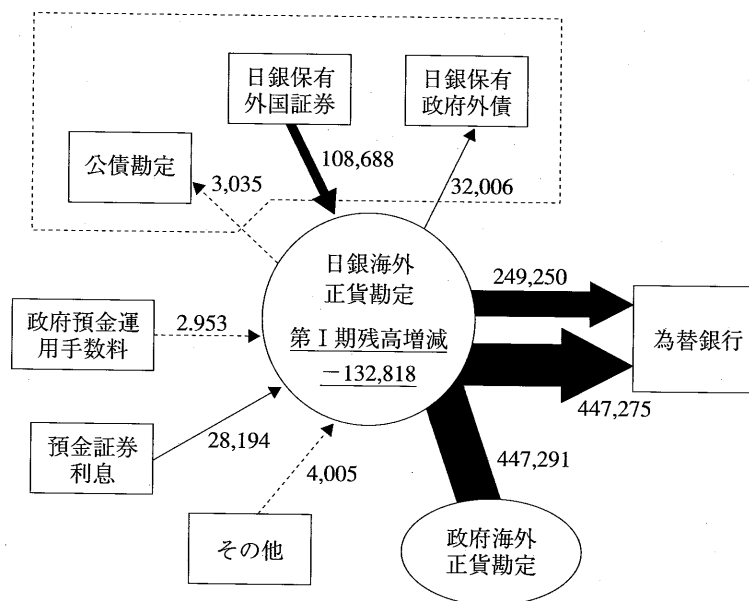 日銀保有
外国証券
日銀保有
政府外債
公債勘定
3,035
108,688
32,006
日銀海外
正貨勘定
第Ⅰ期残高増減
－132,818
249,250
為替銀行
447,275
政府預金運
用手数料
2.953
預金証券
利息
28,194
4,005
その他
447,291
政府海外
正貨勘定